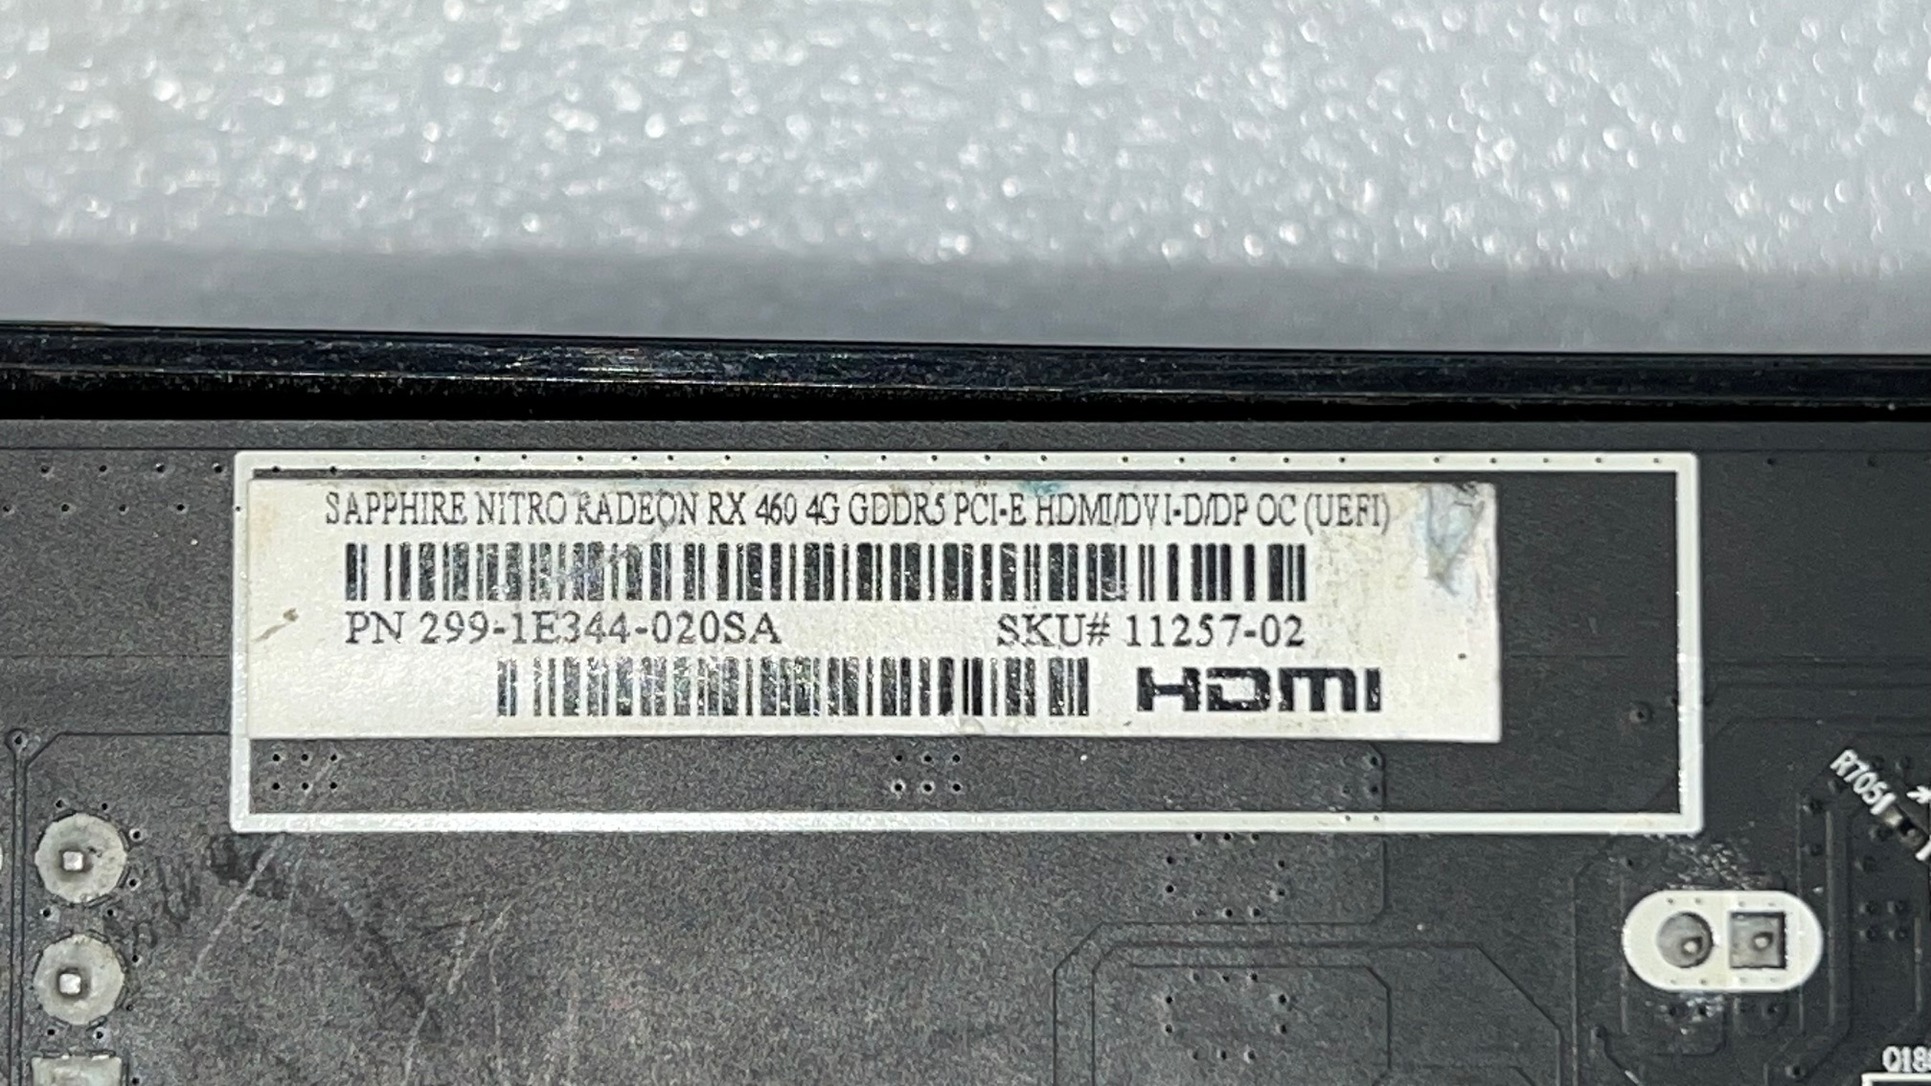 SAPPHIRE NITRO RADEON RX 460 4G GDDR5 PCI-E HDMI/DVI-D/DP OC (UEFI)
PN 299-1E344-020SA SKU# 11257-02
HDMI
R7051